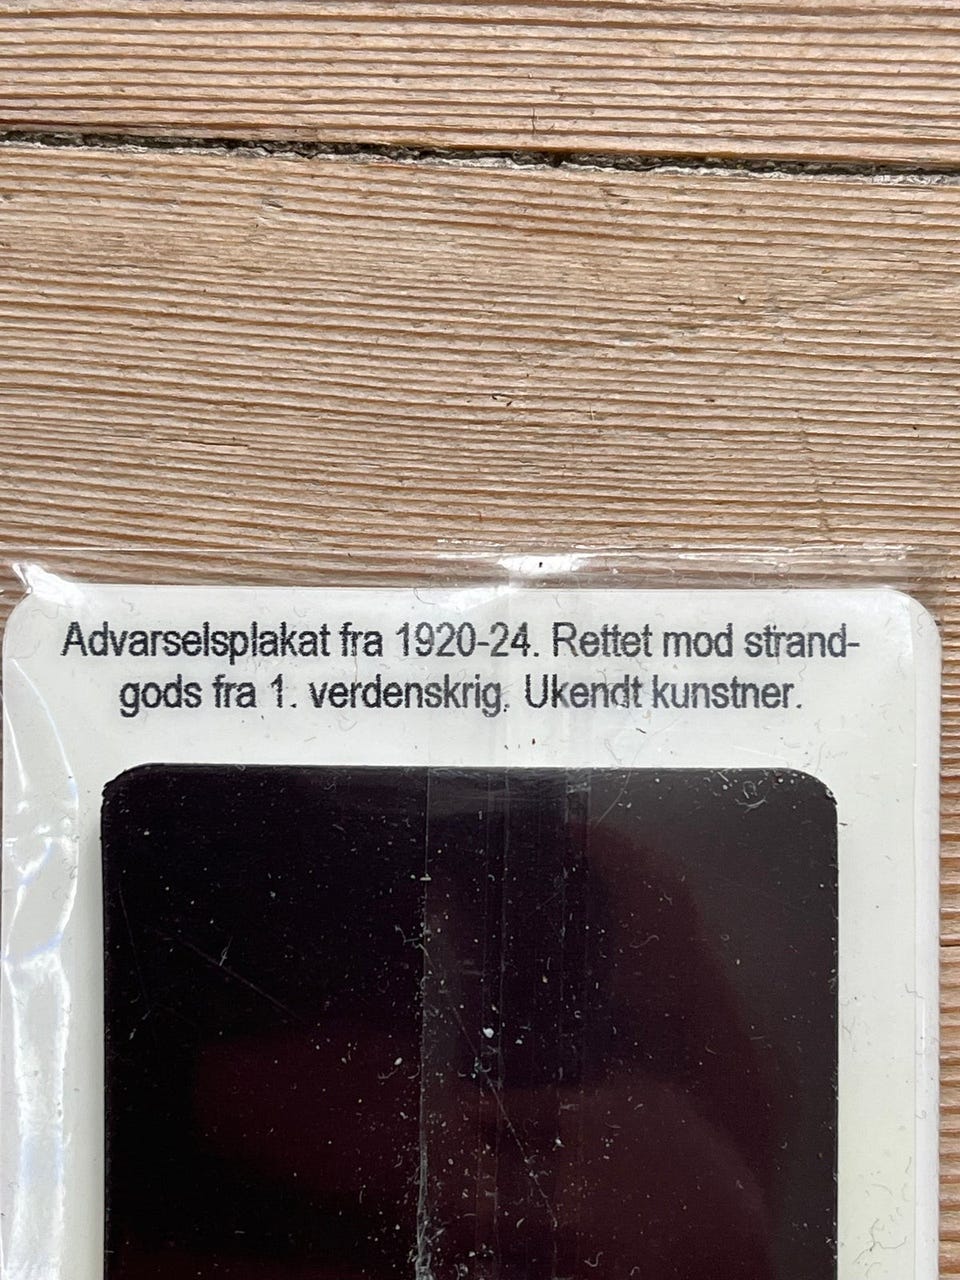 Advarselsplakat fra 1920-24. Rettet mod strand-
gods fra 1. verdenskrig. Ukendt kunstner.